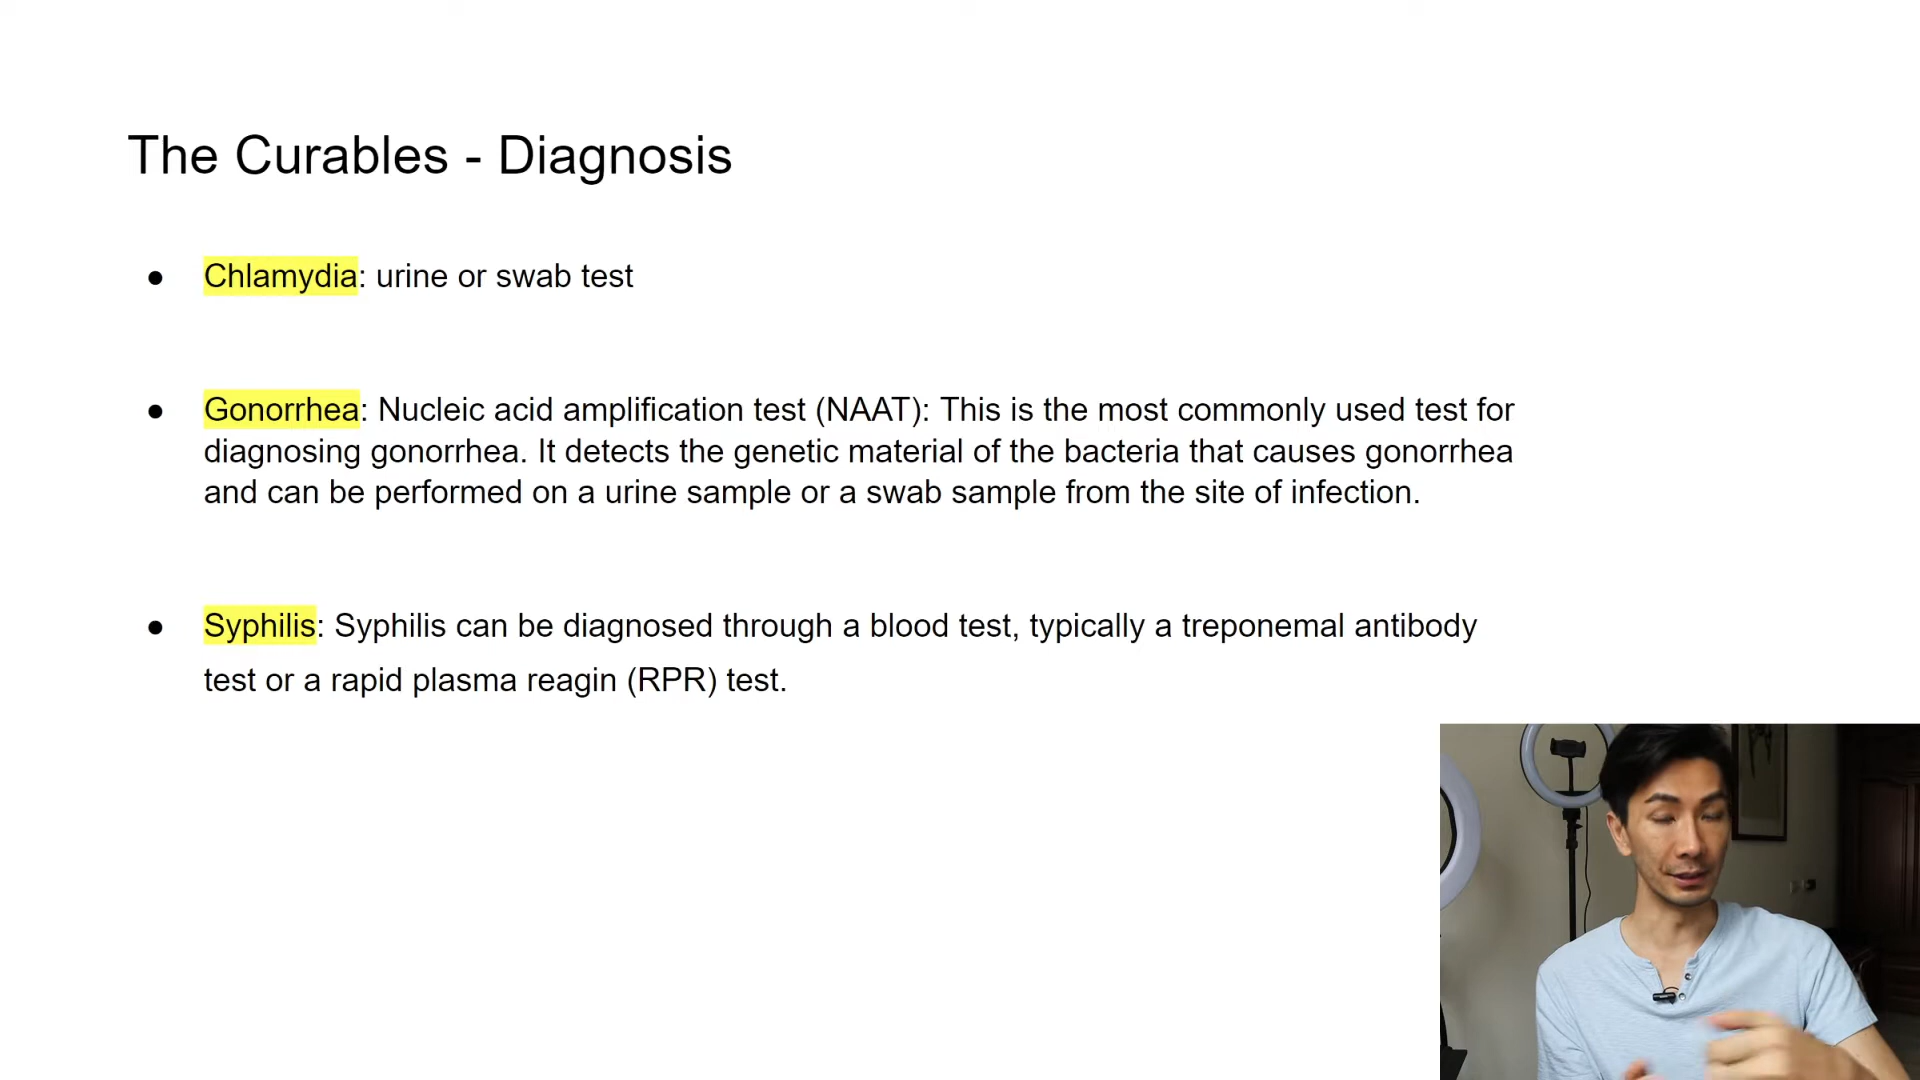 The Curables - Diagnosis
● Chlamydia: urine or swab test
● Gonorrhea: Nucleic acid amplification test (NAAT): This is the most commonly used test for
diagnosing gonorrhea. It detects the genetic material of the bacteria that causes gonorrhea
and can be performed on a urine sample or a swab sample from the site of infection.
● Syphilis: Syphilis can be diagnosed through a blood test, typically a treponemal antibody
test or a rapid plasma reagin (RPR) test.